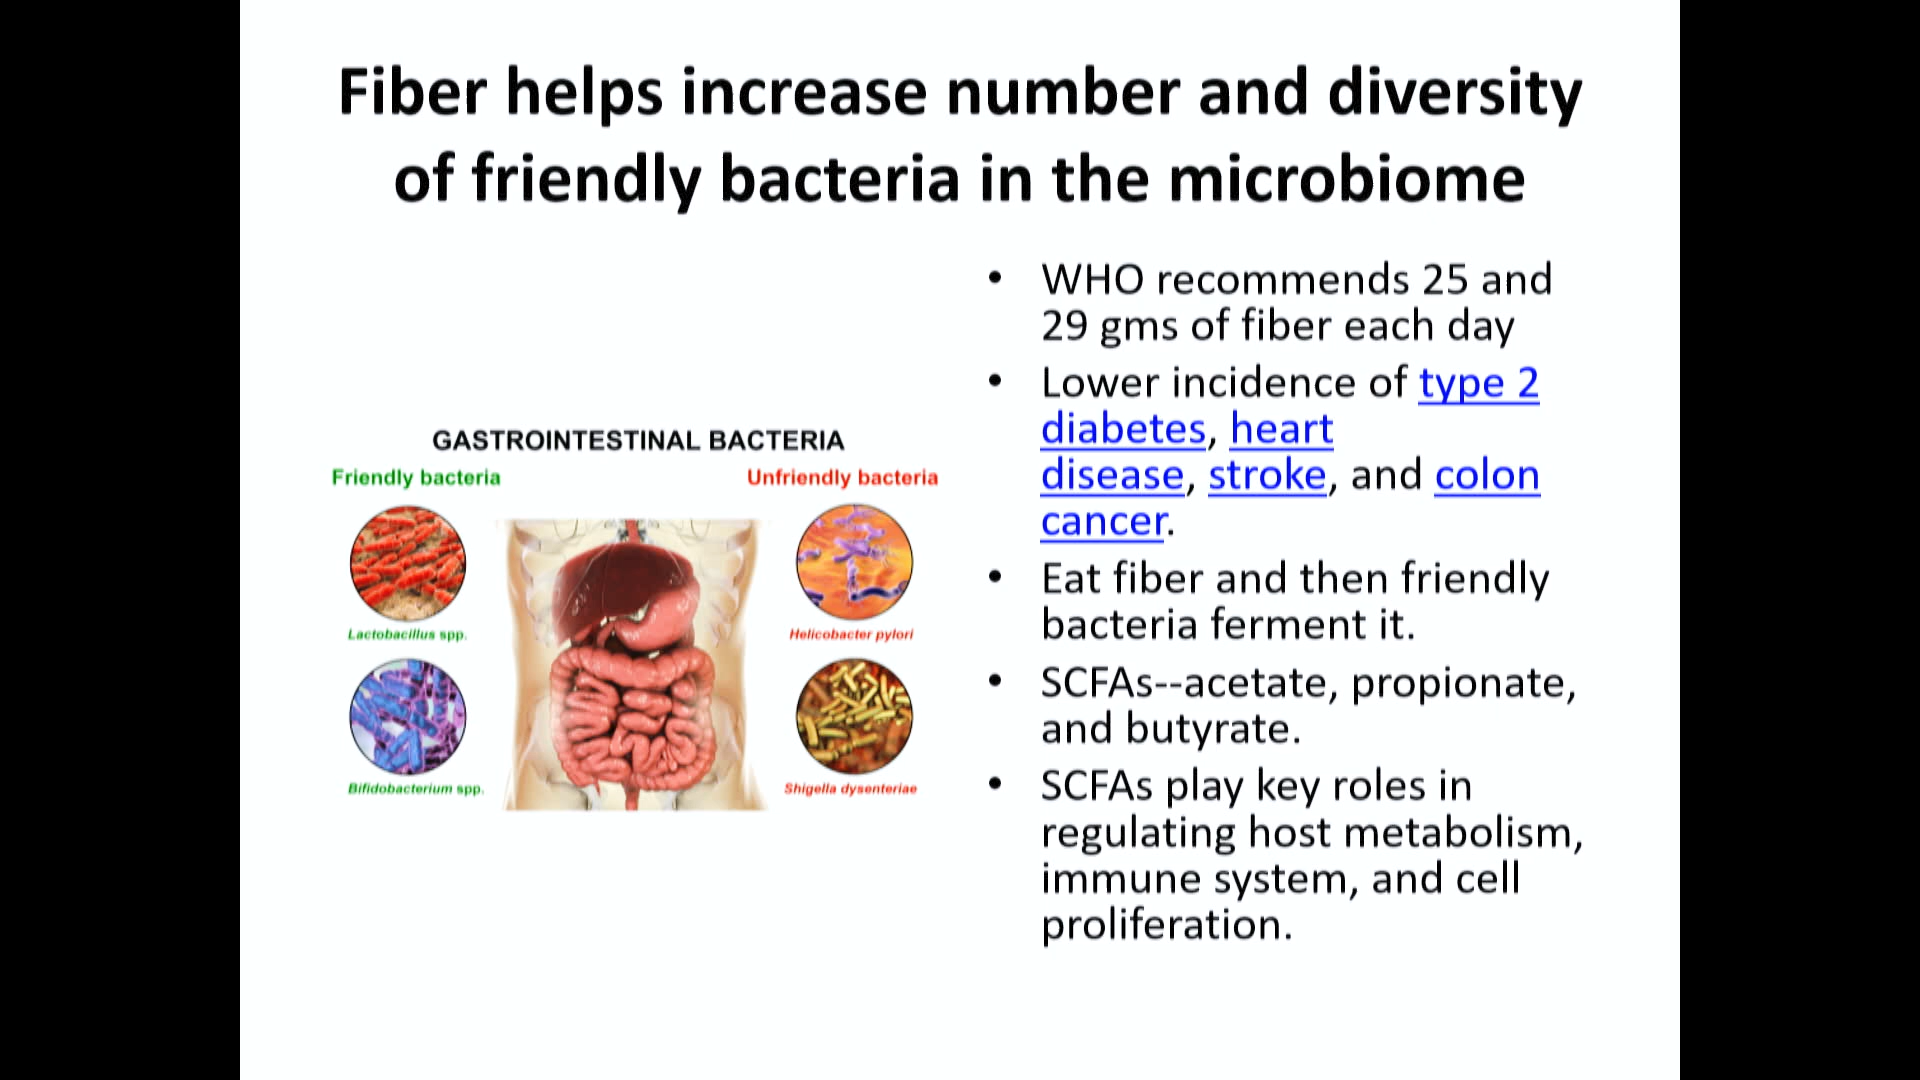 Fiber helps increase number and diversity
of friendly bacteria in the microbiome
GASTROINTESTINAL BACTERIA
Friendly bacteria
Unfriendly bacteria
Lactobacillus spp.
Helicobacter pylori
Bifidobacterium spp.
Shigella dysenteriae
• WHO recommends 25 and
29 gms of fiber each day
• Lower incidence of type 2
diabetes, heart
disease, stroke, and colon
cancer.
• Eat fiber and then friendly
bacteria ferment it.
• SCFAs--acetate, propionate,
and butyrate.
• SCFAs play key roles in
regulating host metabolism,
immune system, and cell
proliferation.